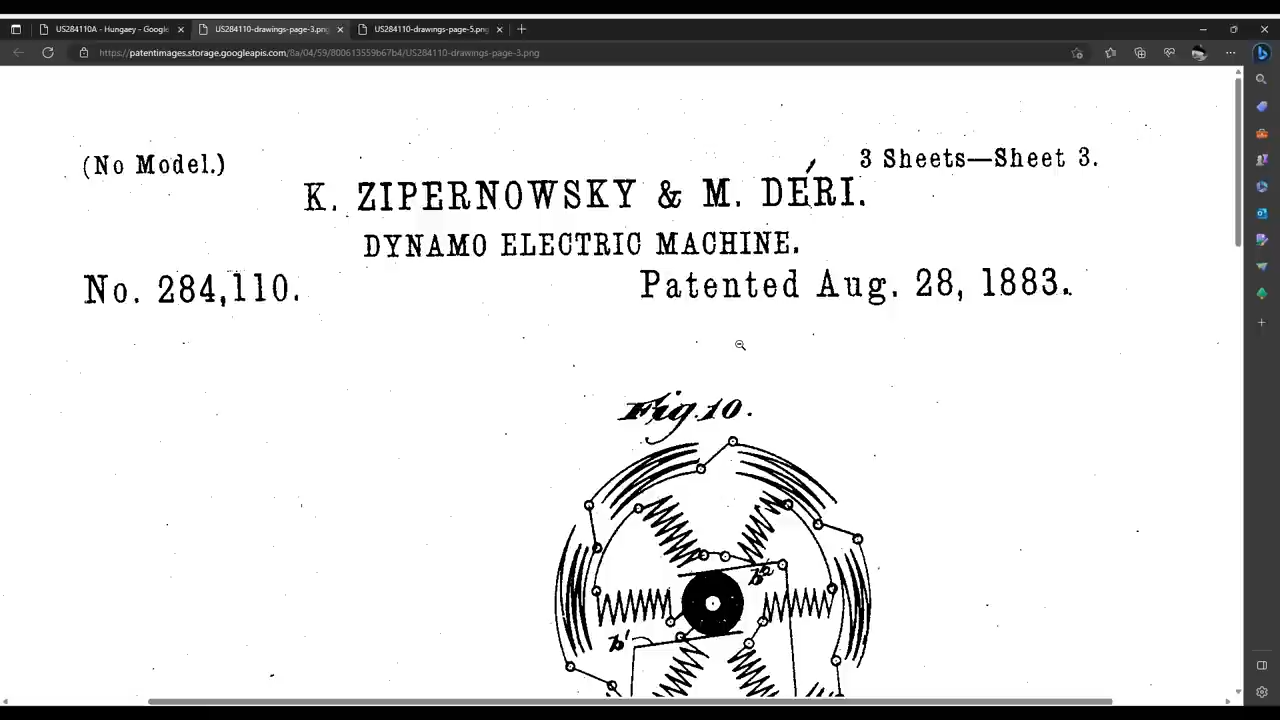 US284110A - Hungaey - Google
US284110-drawings-page-3.png
US284110-drawings-page-5.png
https://patentimages.storage.googleapis.com/8a/04/59/800613559b67b4/US284110-drawings-page-3.png
(No Model.)
3 Sheets—Sheet 3.
K. ZIPERNOWSKY & M. DÉRI.
DYNAMO ELECTRIC MACHINE.
No. 284,110.
Patented Aug. 28, 1883.
Fig. 10.
b²
b'